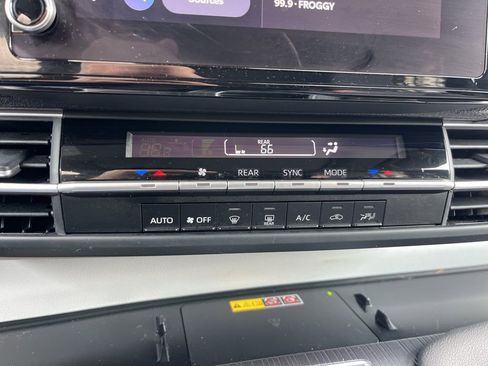 Sources
99.9 • FROGGY
REAR
66
REAR SYNC MODE
AUTO OFF REAR A/C